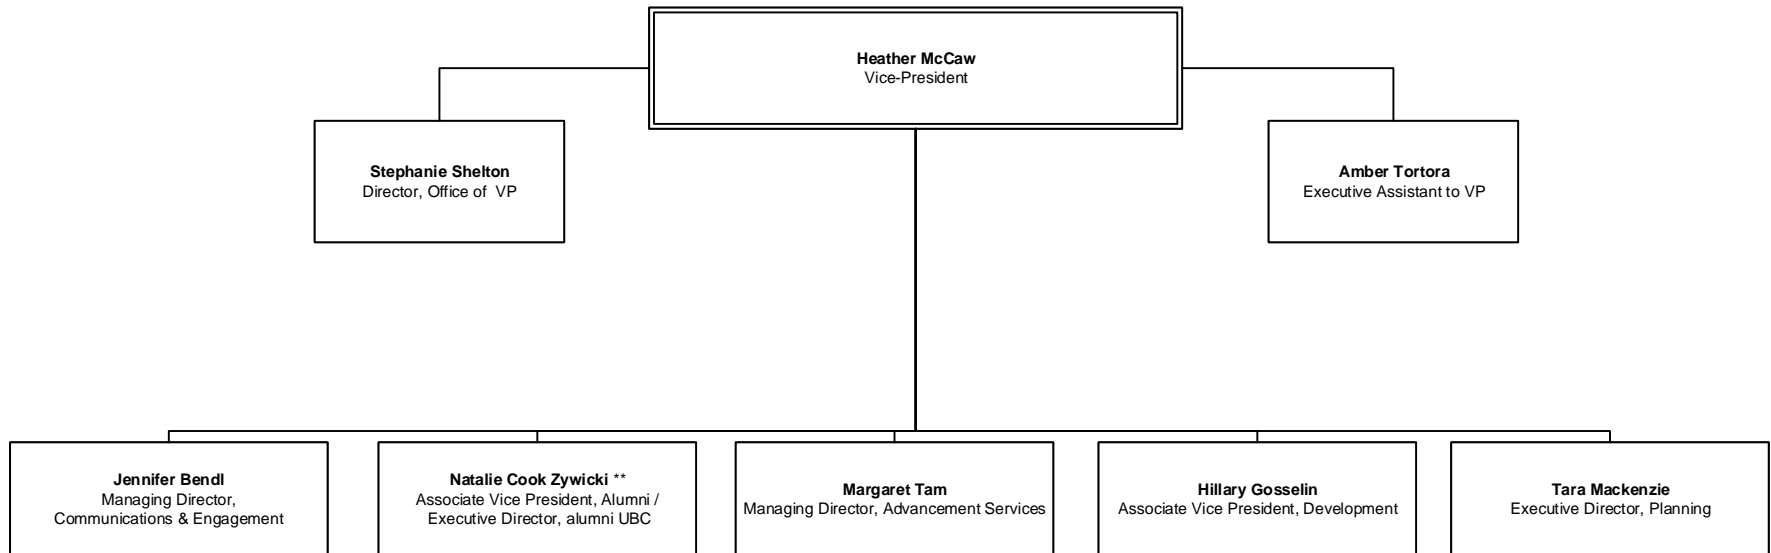 Heather McCaw
Vice-President
Stephanie Shelton
Director, Office of VP
Amber Tortora
Executive Assistant to VP
Jennifer Bendl
Managing Director,
Communications & Engagement
Natalie Cook Zywicki **
Associate Vice President, Alumni /
Executive Director, alumni UBC
Margaret Tam
Managing Director, Advancement Services
Hillary Gosselin
Associate Vice President, Development
Tara Mackenzie
Executive Director, Planning